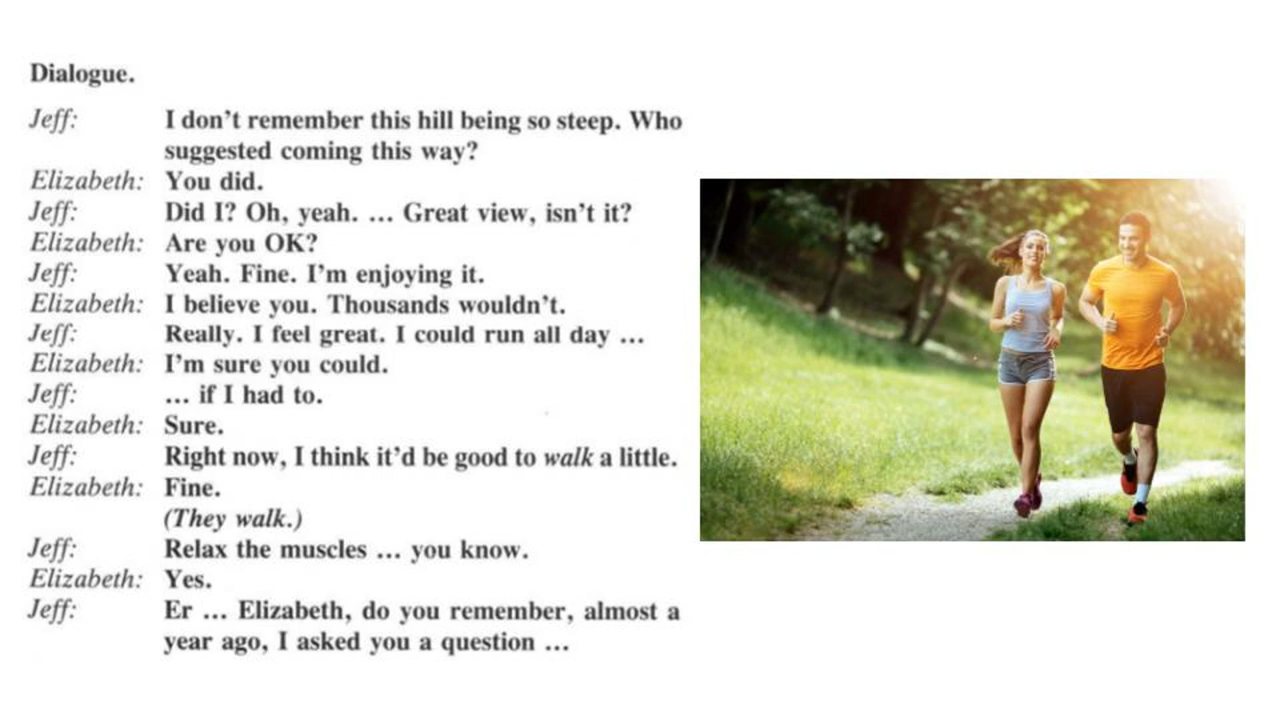 Dialogue.
Jeff: I don't remember this hill being so steep. Who
suggested coming this way?
Elizabeth: You did.
Jeff: Did I? Oh, yeah. ... Great view, isn't it?
Elizabeth: Are you OK?
Jeff: Yeah. Fine. I'm enjoying it.
Elizabeth: I believe you. Thousands wouldn't.
Jeff: Really. I feel great. I could run all day ...
Elizabeth: I'm sure you could.
Jeff: ... if I had to.
Elizabeth: Sure.
Jeff: Right now, I think it'd be good to walk a little.
Elizabeth: Fine.
(They walk.)
Jeff: Relax the muscles ... you know.
Elizabeth: Yes.
Jeff: Er ... Elizabeth, do you remember, almost a
year ago, I asked you a question ...